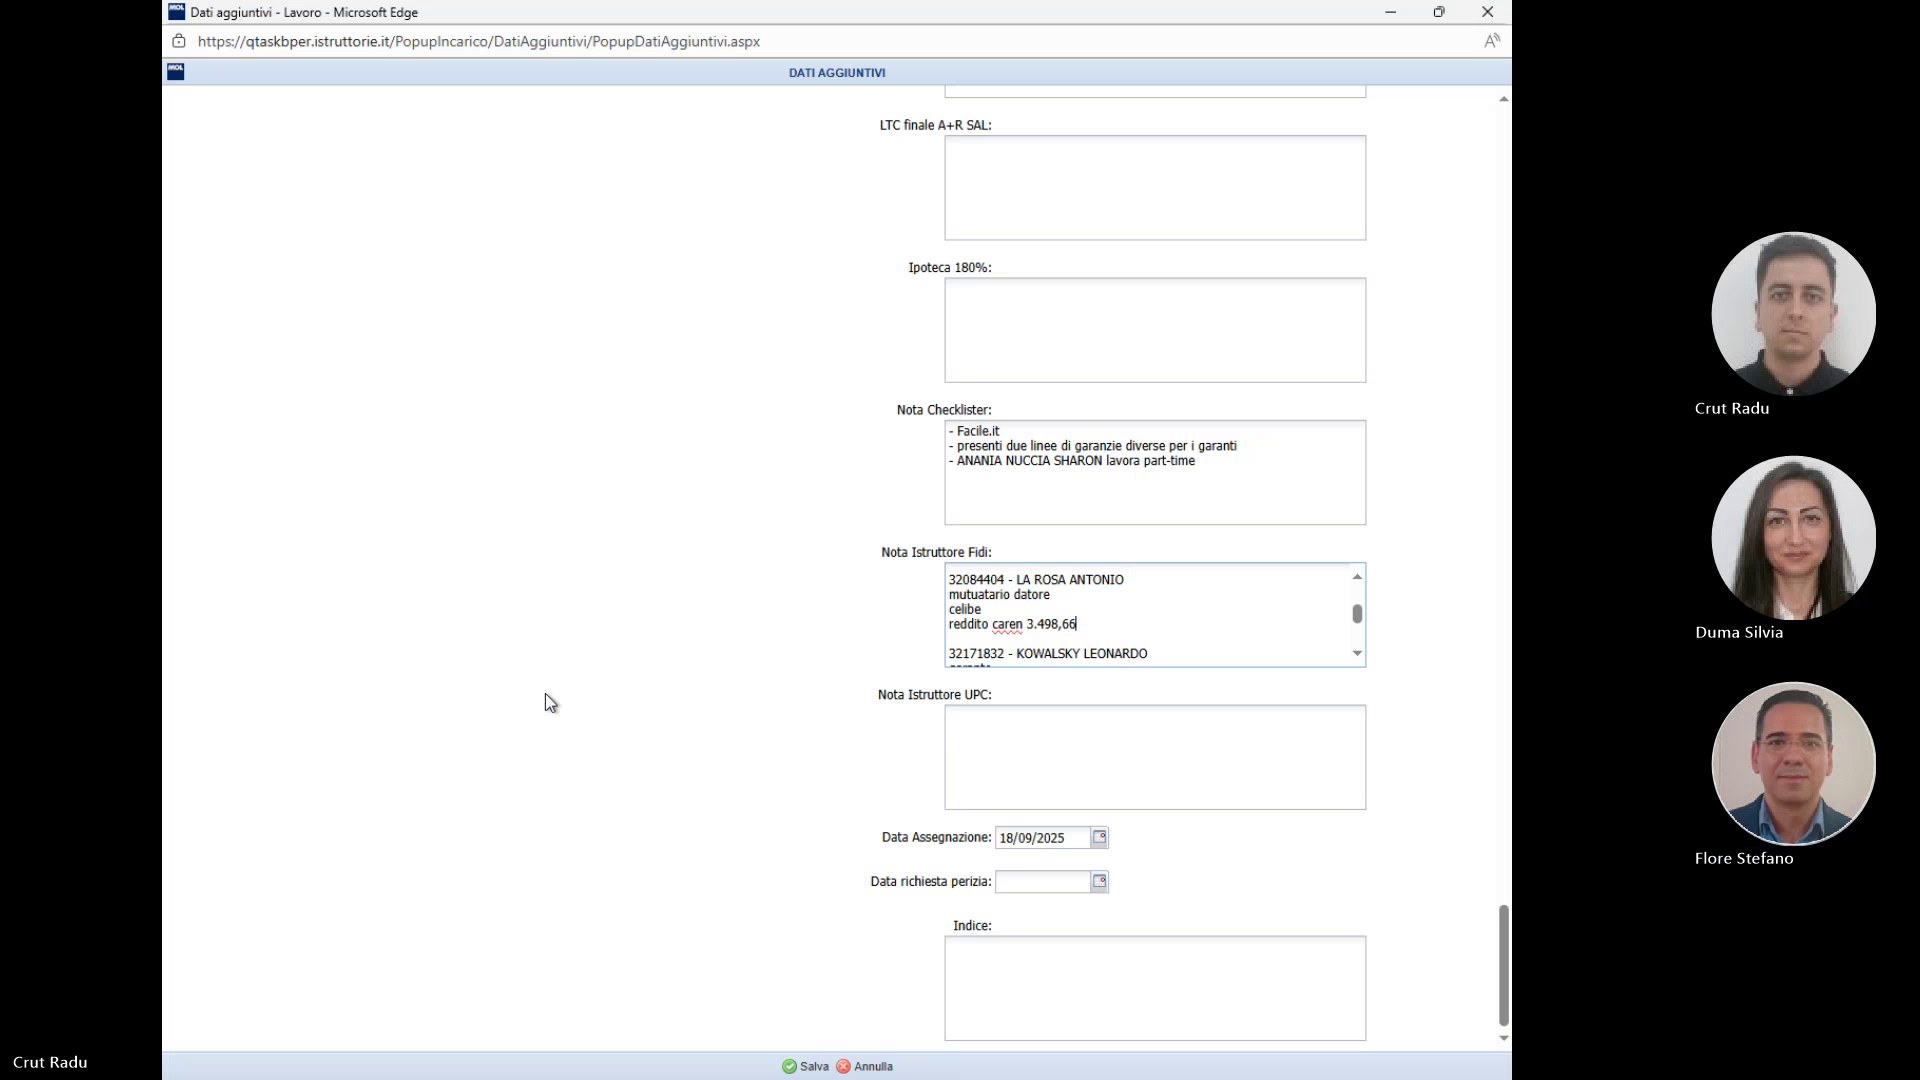 MOL Dati aggiuntivi - Lavoro - Microsoft Edge
https://qtaskbper.istruttorie.it/PopupIncarico/DatiAggiuntivi/PopupDatiAggiuntivi.aspx
MOL DATI AGGIUNTIVI
LTC finale A+R SAL:
Ipoteca 180%:
Nota Checklister:
- Facile.it
- presenti due linee di garanzie diverse per i garanti
- ANANIA NUCCIA SHARON lavora part-time
Nota Istruttore Fidi:
32084404 - LA ROSA ANTONIO
mutuatario datore
celibe
reddito caren 3.498,66
32171832 - KOWALSKY LEONARDO
Nota Istruttore UPC:
Data Assegnazione: 18/09/2025
Data richiesta perizia:
Indice:
Salva Annulla
Crut Radu
Duma Silvia
Flore Stefano
Crut Radu